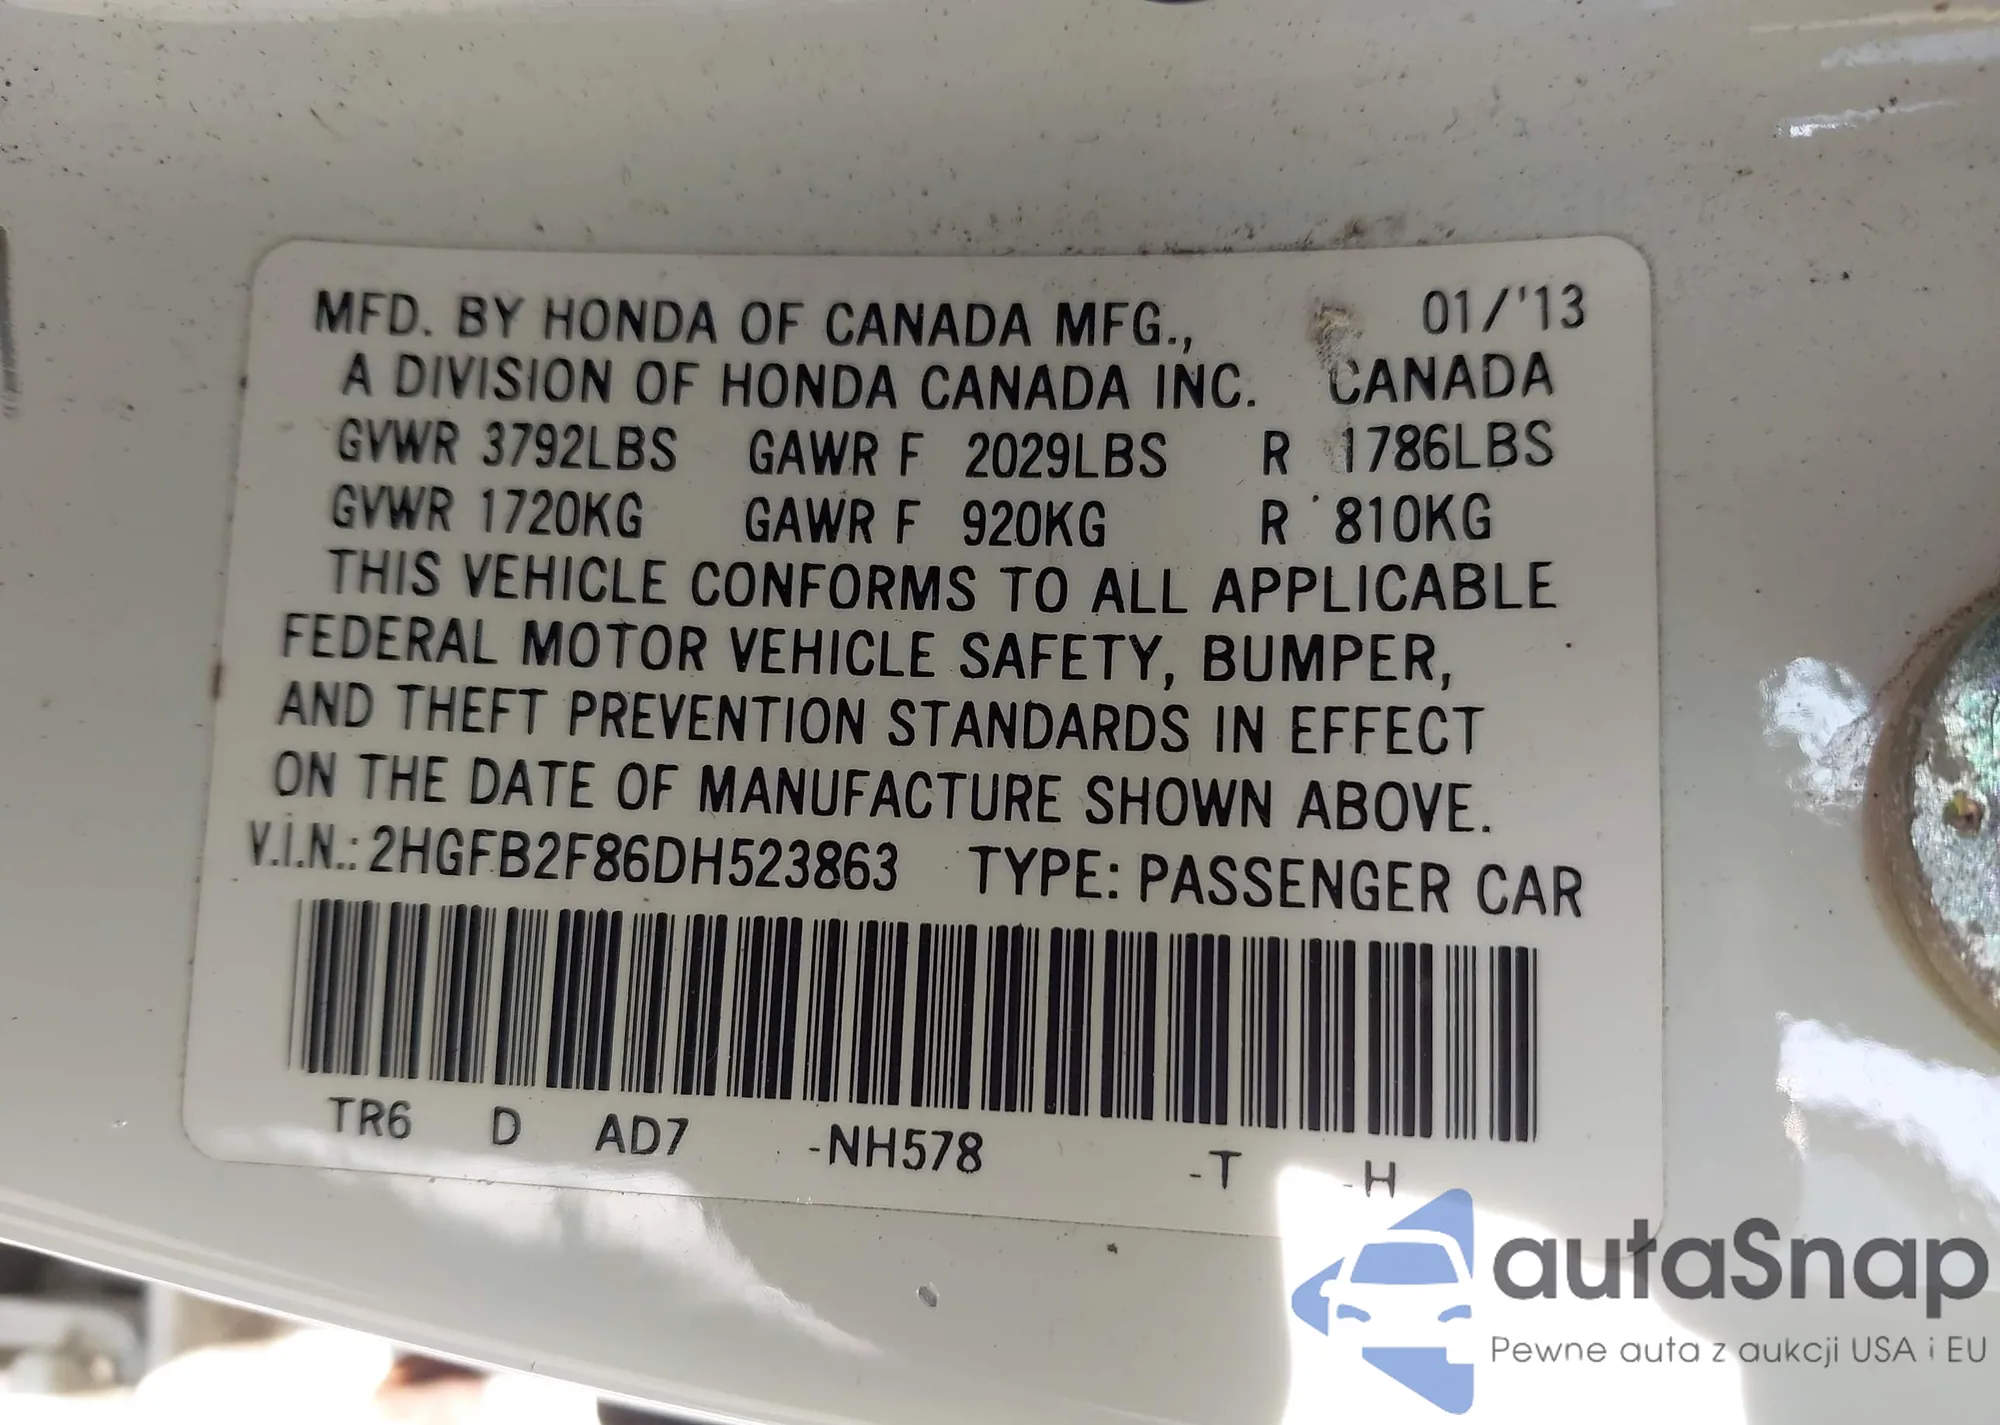 MFD. BY HONDA OF CANADA MFG., 01/'13
A DIVISION OF HONDA CANADA INC. CANADA
GVWR 3792LBS GAWR F 2029LBS R 1786LBS
GVWR 1720KG GAWR F 920KG R 810KG
THIS VEHICLE CONFORMS TO ALL APPLICABLE
FEDERAL MOTOR VEHICLE SAFETY, BUMPER,
AND THEFT PREVENTION STANDARDS IN EFFECT
ON THE DATE OF MANUFACTURE SHOWN ABOVE.
V.I.N.: 2HGFB2F86DH523863 TYPE: PASSENGER CAR
TR6 D AD7 -NH578 -T -H
autaSnap
Pewne auta z aukcji USA i EU